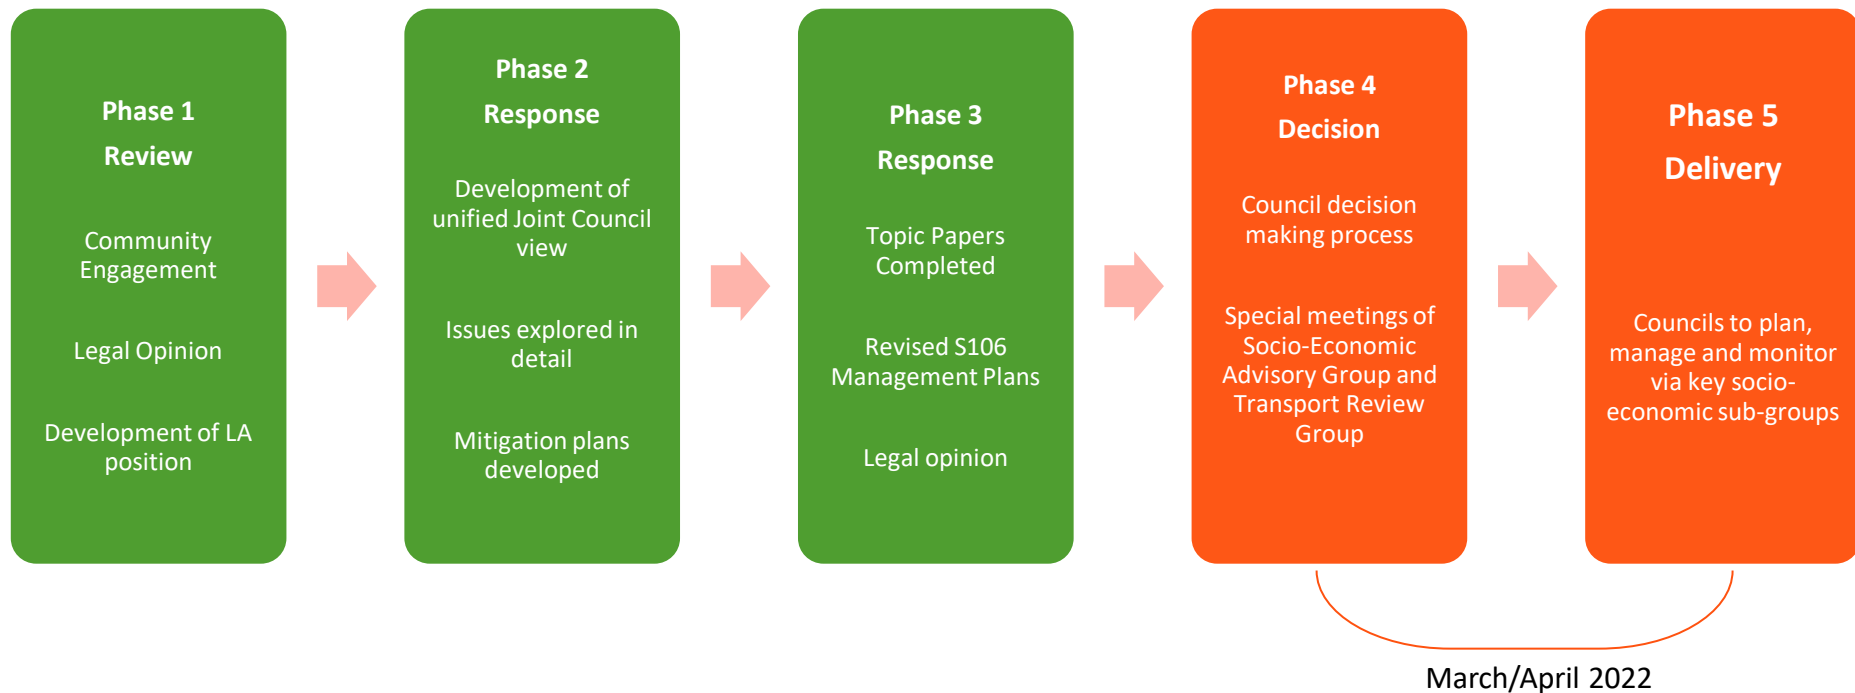 Phase 1
Review
Community
Engagement
Legal Opinion
Development of LA
position
Phase 2
Response
Development of
unified Joint Council
view
Issues explored in
detail
Mitigation plans
developed
Phase 3
Response
Topic Papers
Completed
Revised S106
Management Plans
Legal opinion
Phase 4
Decision
Council decision
making process
Special meetings of
Socio-Economic
Advisory Group and
Transport Review
Group
Phase 5
Delivery
Councils to plan,
manage and monitor
via key socio-
economic sub-groups
March/April 2022